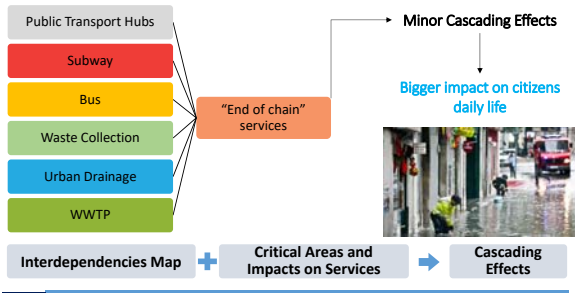 Public Transport Hubs
Subway
Bus
Waste Collection
Urban Drainage
WWTP
“End of chain”
services
Minor Cascading Effects
Bigger impact on citizens
daily life
Interdependencies Map
Critical Areas and
Impacts on Services
Cascading
Effects